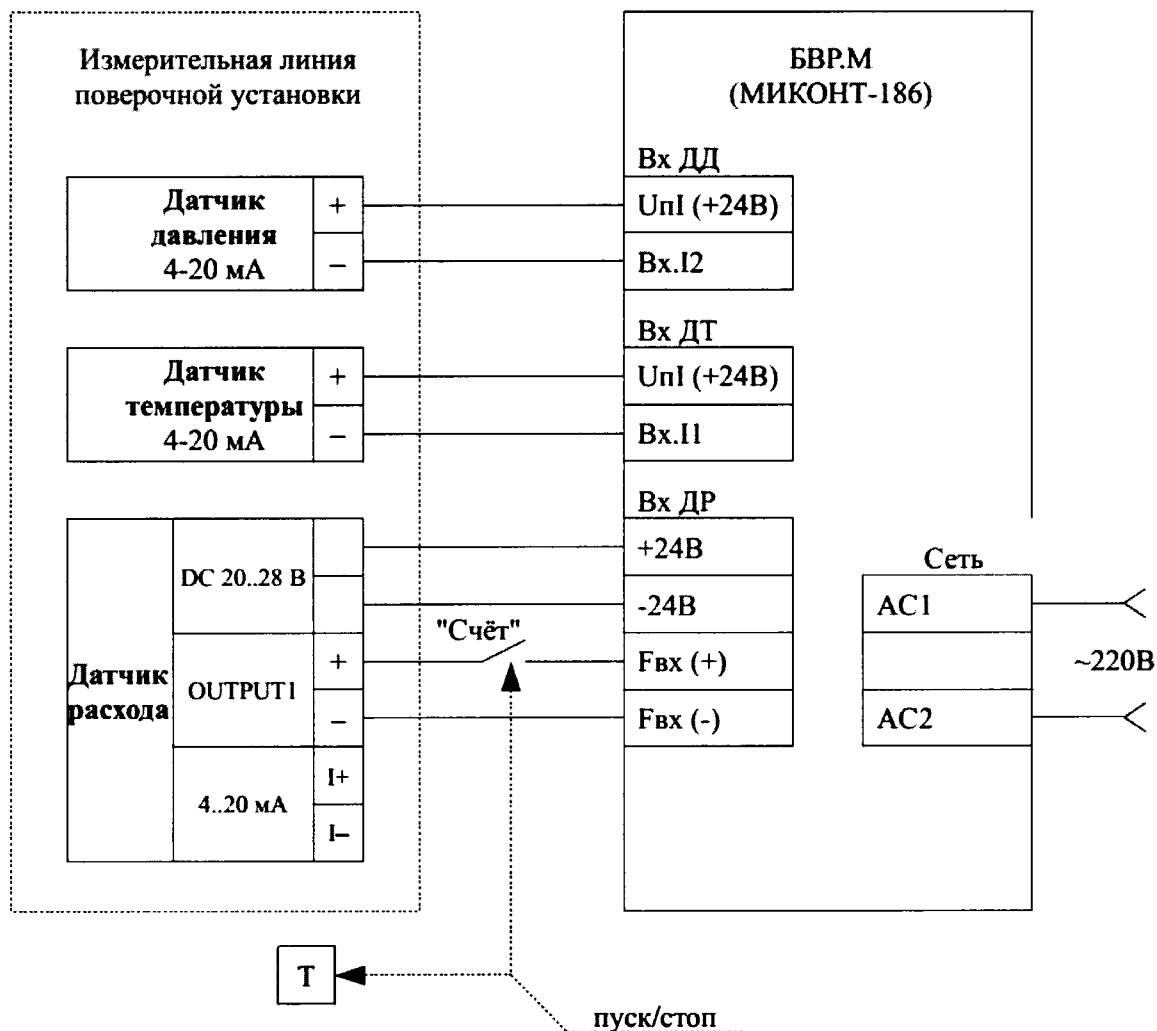 Измерительная линия
поверочной установки
БВР.М
(МИКОНТ-186)
Вх ДД
Датчик
давления
4-20 мА
+
−
UпI (+24В)
Вх.I2
Вх ДТ
Датчик
температуры
4-20 мА
+
−
UпI (+24В)
Вх.I1
Вх ДР
Датчик
расхода
DC 20..28 В
OUTPUT1
+
−
4..20 мА
I+
I−
"Счёт"
+24В
-24В
Fвх (+)
Fвх (-)
Сеть
АС1
~220В
АС2
Т
пуск/стоп